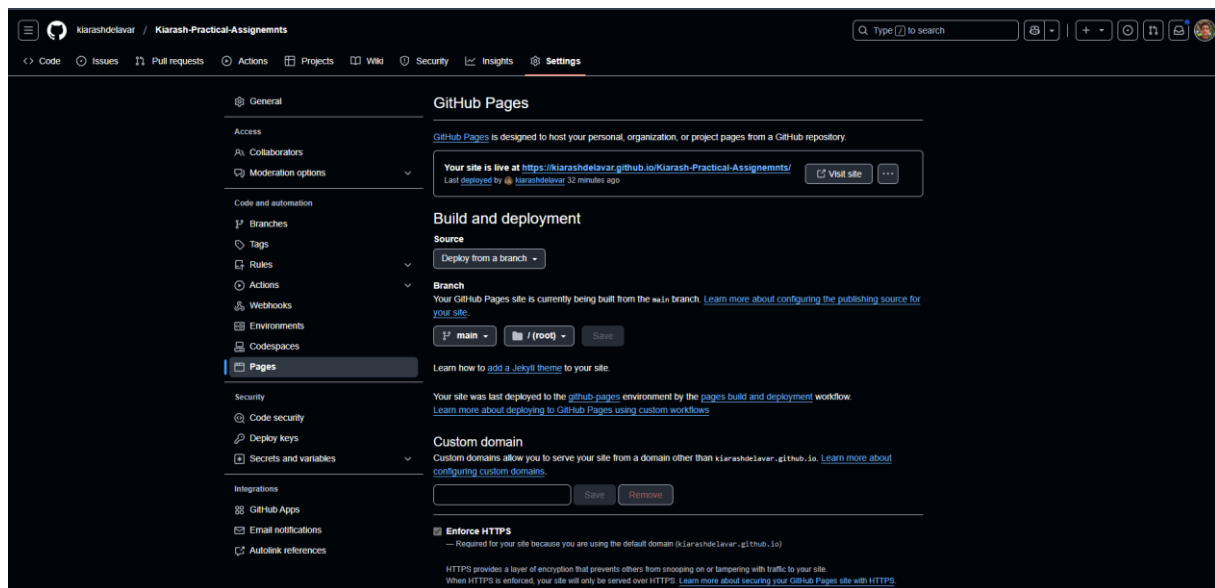 kiarashdelavar / Kiarash-Practical-Assignemnts
Type / to search
Code Issues Pull requests Actions Projects Wiki Security Insights Settings
General
Access
Collaborators
Moderation options
Code and automation
Branches
Tags
Rules
Actions
Webhooks
Environments
Codespaces
Pages
Security
Code security
Deploy keys
Secrets and variables
Integrations
GitHub Apps
Email notifications
Autolink references
GitHub Pages
GitHub Pages is designed to host your personal, organization, or project pages from a GitHub repository.
Your site is live at https://kiarashdelavar.github.io/Kiarash-Practical-Assignemnts/
Last deployed by kiarashdelavar 32 minutes ago
Visit site
Build and deployment
Source
Deploy from a branch
Branch
Your GitHub Pages site is currently being built from the main branch. Learn more about configuring the publishing source for
your site.
main / (root) Save
Learn how to add a Jekyll theme to your site.
Your site was last deployed to the github-pages environment by the pages build and deployment workflow.
Learn more about deploying to GitHub Pages using custom workflows
Custom domain
Custom domains allow you to serve your site from a domain other than kiarashdelavar.github.io. Learn more about
configuring custom domains.
Save Remove
Enforce HTTPS
— Required for your site because you are using the default domain (kiarashdelavar.github.io)
HTTPS provides a layer of encryption that prevents others from snooping on or tampering with traffic to your site.
When HTTPS is enforced, your site will only be served over HTTPS. Learn more about securing your GitHub Pages site with HTTPS.